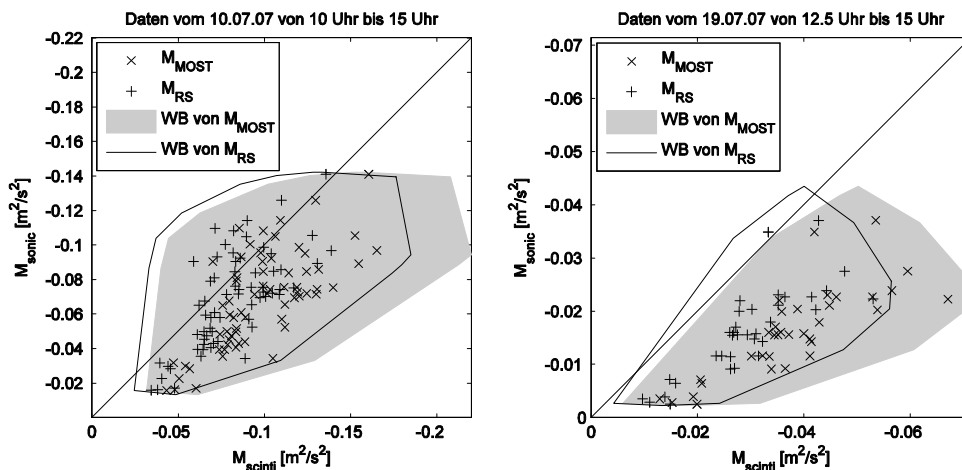 Daten vom 10.07.07 von 10 Uhr bis 15 Uhr
-0.22
-0.2
-0.18
-0.16
-0.14
-0.12
-0.1
-0.08
-0.06
-0.04
-0.02
M_sonic [m²/s²]
M_MOST
M_RS
WB von M_MOST
WB von M_RS
0
-0.05
-0.1
-0.15
-0.2
M_scinti [m²/s²]
Daten vom 19.07.07 von 12.5 Uhr bis 15 Uhr
-0.07
-0.06
-0.05
-0.04
-0.03
-0.02
-0.01
0
M_sonic [m²/s²]
M_MOST
M_RS
WB von M_MOST
WB von M_RS
0
-0.02
-0.04
-0.06
M_scinti [m²/s²]